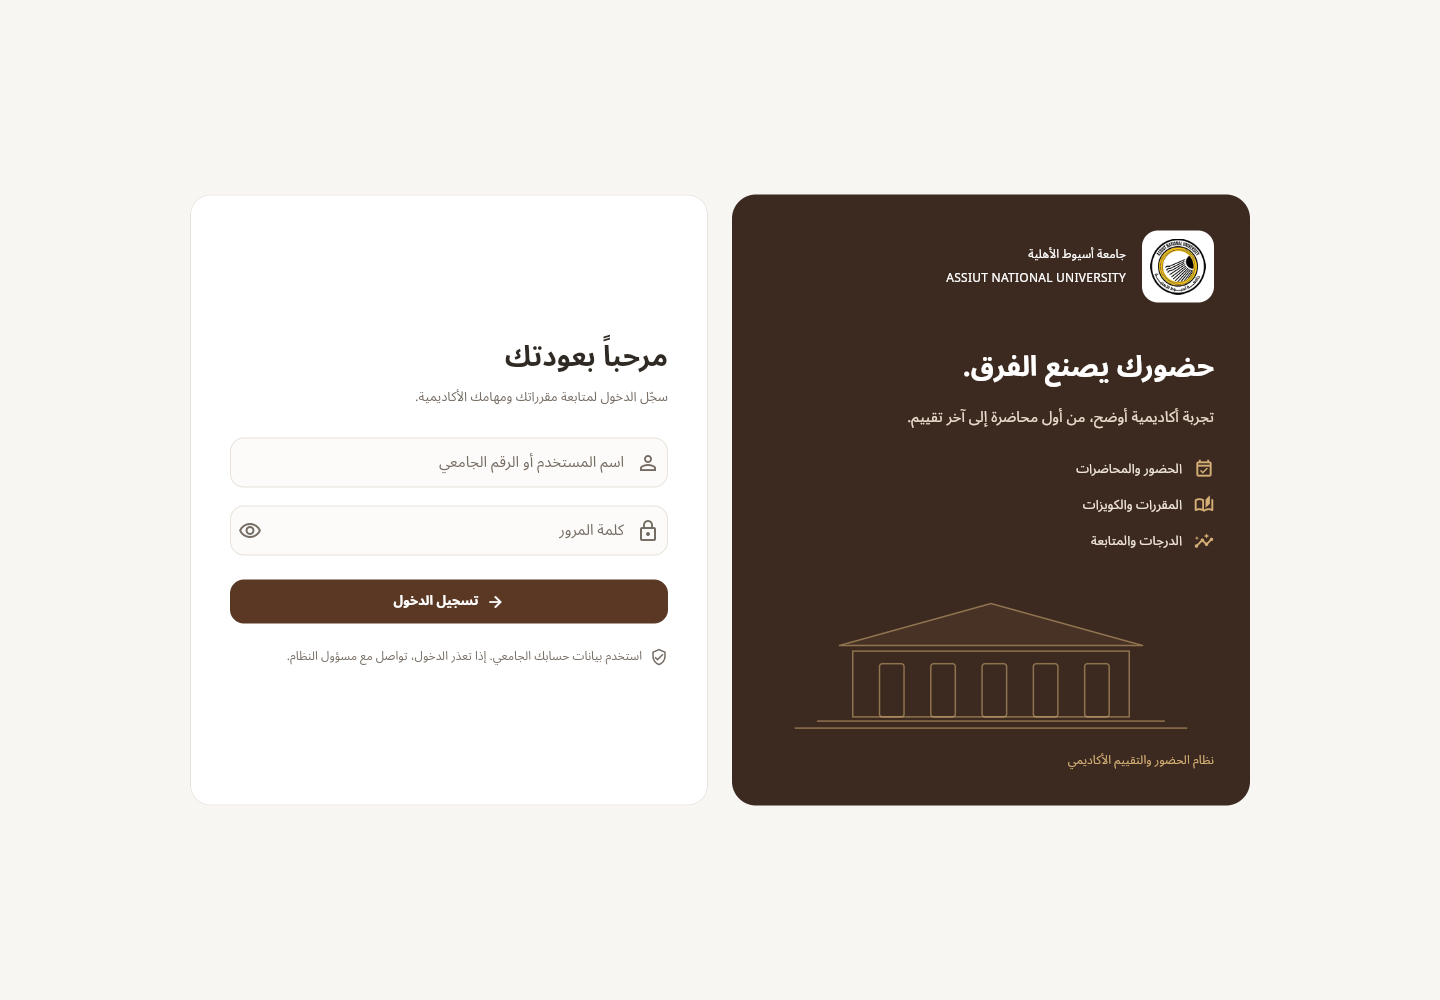 جامعة أسيوط الأهلية
ASSIUT NATIONAL UNIVERSITY
حضورك يصنع الفرق.
تجربة أكاديمية أوضح، من أول محاضرة إلى آخر تقييم.
الحضور والمحاضرات
المقررات والكويزات
الدرجات والمتابعة
نظام الحضور والتقييم الأكاديمي
مرحباً بعودتك
سجّل الدخول لمتابعة مقرراتك ومهامك الأكاديمية.
اسم المستخدم أو الرقم الجامعي
كلمة المرور
تسجيل الدخول
استخدم بيانات حسابك الجامعي. إذا تعذر الدخول، تواصل مع مسؤول النظام.